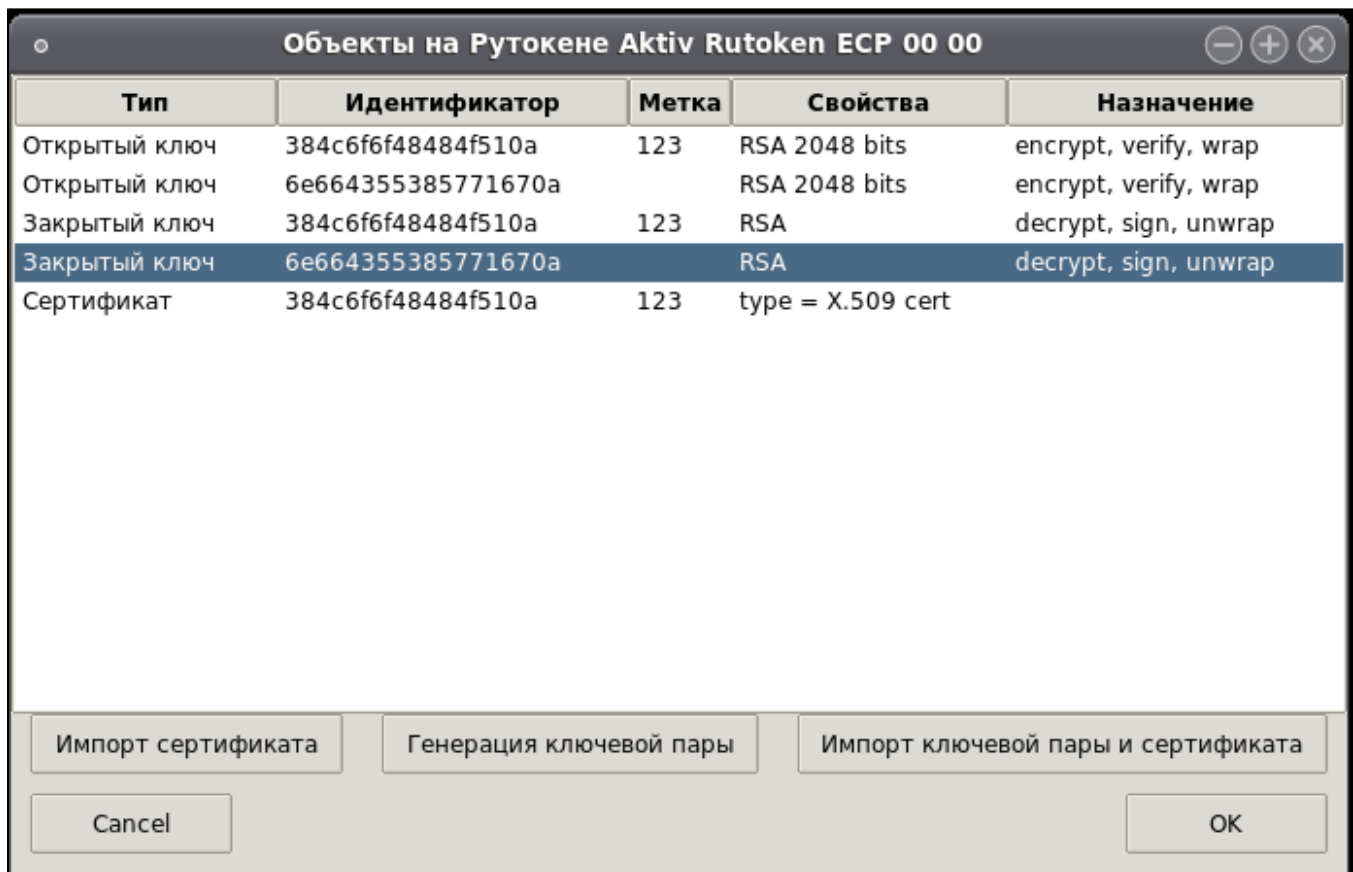 Объекты на Рутокене Aktiv Rutoken ECP 00 00
Тип Идентификатор Метка Свойства Назначение
Открытый ключ 384c6f6f48484f510a 123 RSA 2048 bits encrypt, verify, wrap
Открытый ключ 6e664355385771670a RSA 2048 bits encrypt, verify, wrap
Закрытый ключ 384c6f6f48484f510a 123 RSA decrypt, sign, unwrap
Закрытый ключ 6e664355385771670a RSA decrypt, sign, unwrap
Сертификат 384c6f6f48484f510a 123 type = X.509 cert
Импорт сертификата Генерация ключевой пары Импорт ключевой пары и сертификата
Cancel OK